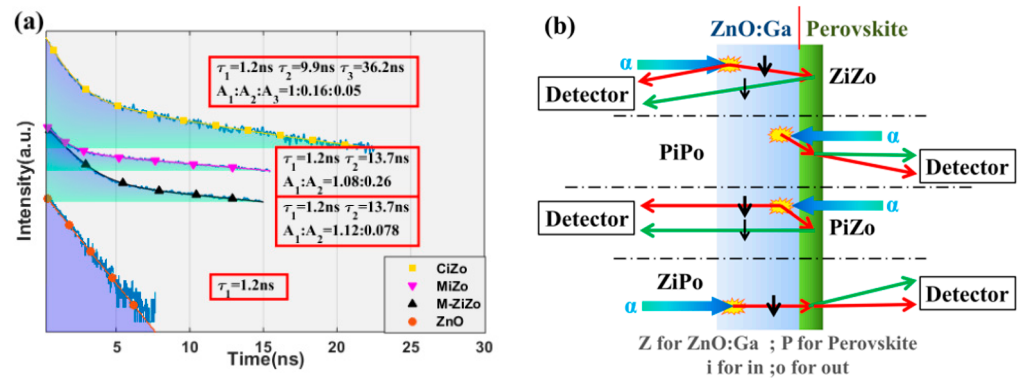 (a)
Intensity(a.u.)
τ1=1.2ns τ2=9.9ns τ3=36.2ns
A1:A2:A3=1:0.16:0.05
τ1=1.2ns τ2=13.7ns
A1:A2=1.08:0.26
τ1=1.2ns τ2=13.7ns
A1:A2=1.12:0.078
τ1=1.2ns
CiZo
MiZo
M-ZiZo
ZnO
5 10 15 20 25 30
Time(ns)
(b)
ZnO:Ga Perovskite
α
ZiZo
Detector
PiPo
α
Detector
Detector
α
PiZo
ZiPo
α
Detector
Z for ZnO:Ga ; P for Perovskite
i for in ;o for out